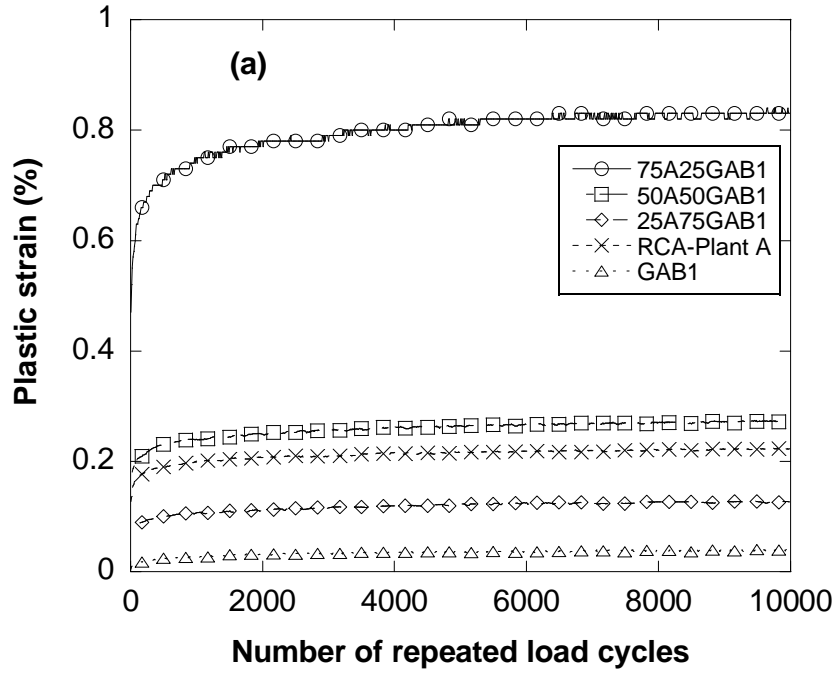 (a)
1
0.8
0.6
0.4
0.2
0
Plastic strain (%)
75A25GAB1
50A50GAB1
25A75GAB1
RCA-Plant A
GAB1
0 2000 4000 6000 8000 10000
Number of repeated load cycles